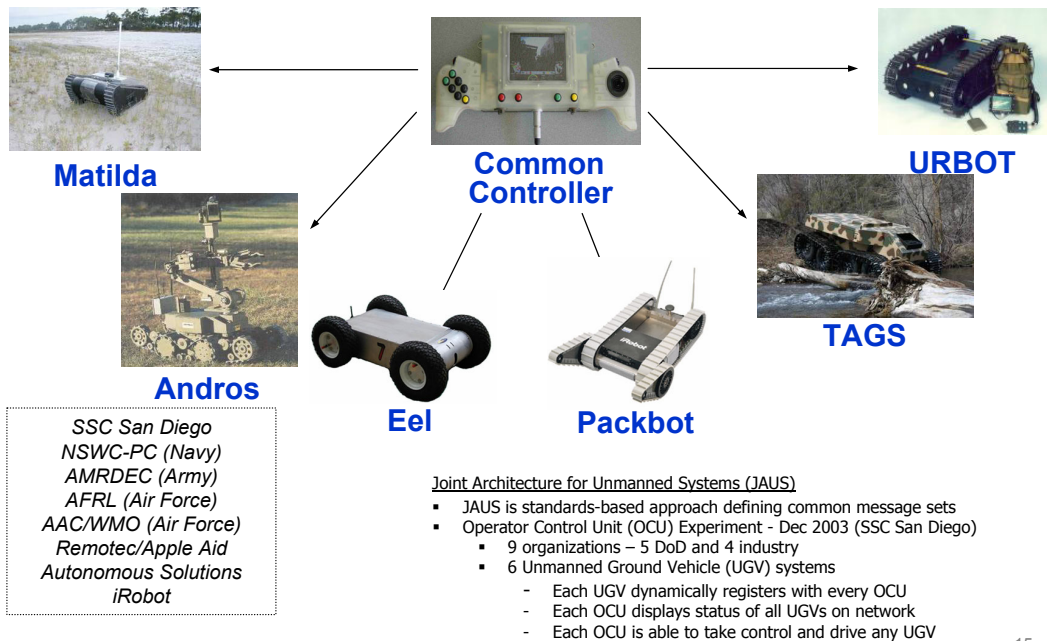 Matilda
Common
Controller
URBOT
Andros
Eel
iRobot
Packbot
TAGS
SSC San Diego
NSWC-PC (Navy)
AMRDEC (Army)
AFRL (Air Force)
AAC/WMO (Air Force)
Remotec/Apple Aid
Autonomous Solutions
iRobot
Joint Architecture for Unmanned Systems (JAUS)
▪ JAUS is standards-based approach defining common message sets
▪ Operator Control Unit (OCU) Experiment - Dec 2003 (SSC San Diego)
▪ 9 organizations – 5 DoD and 4 industry
▪ 6 Unmanned Ground Vehicle (UGV) systems
- Each UGV dynamically registers with every OCU
- Each OCU displays status of all UGVs on network
- Each OCU is able to take control and drive any UGV